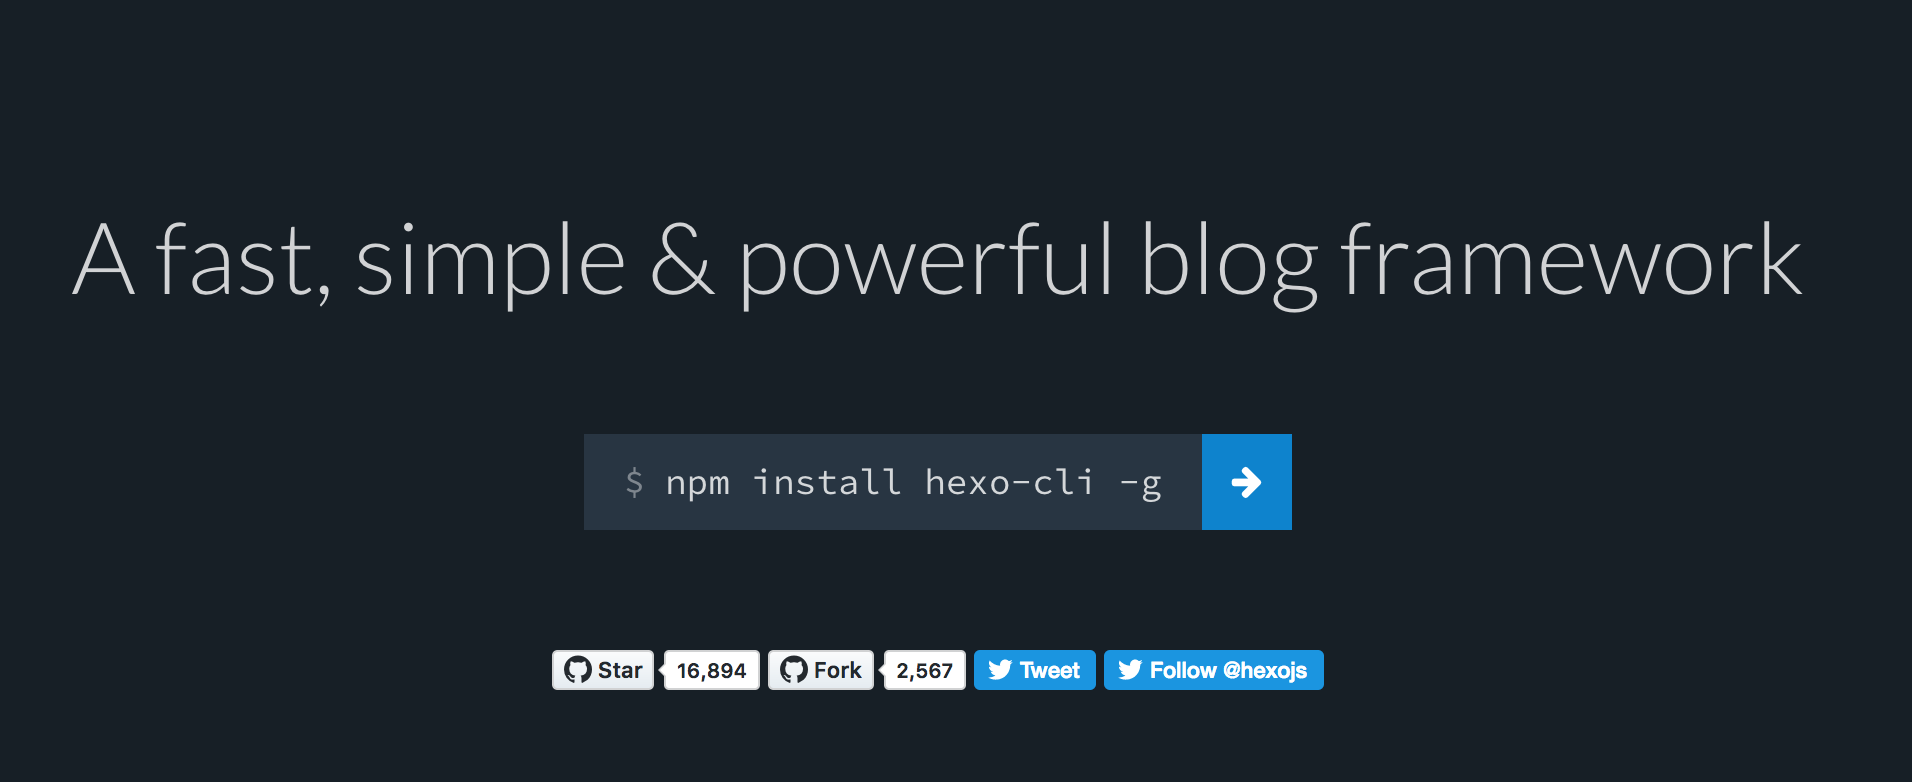 A fast, simple & powerful blog framework
$ npm install hexo-cli -g
Star 16,894 Fork 2,567 Tweet Follow @hexojs